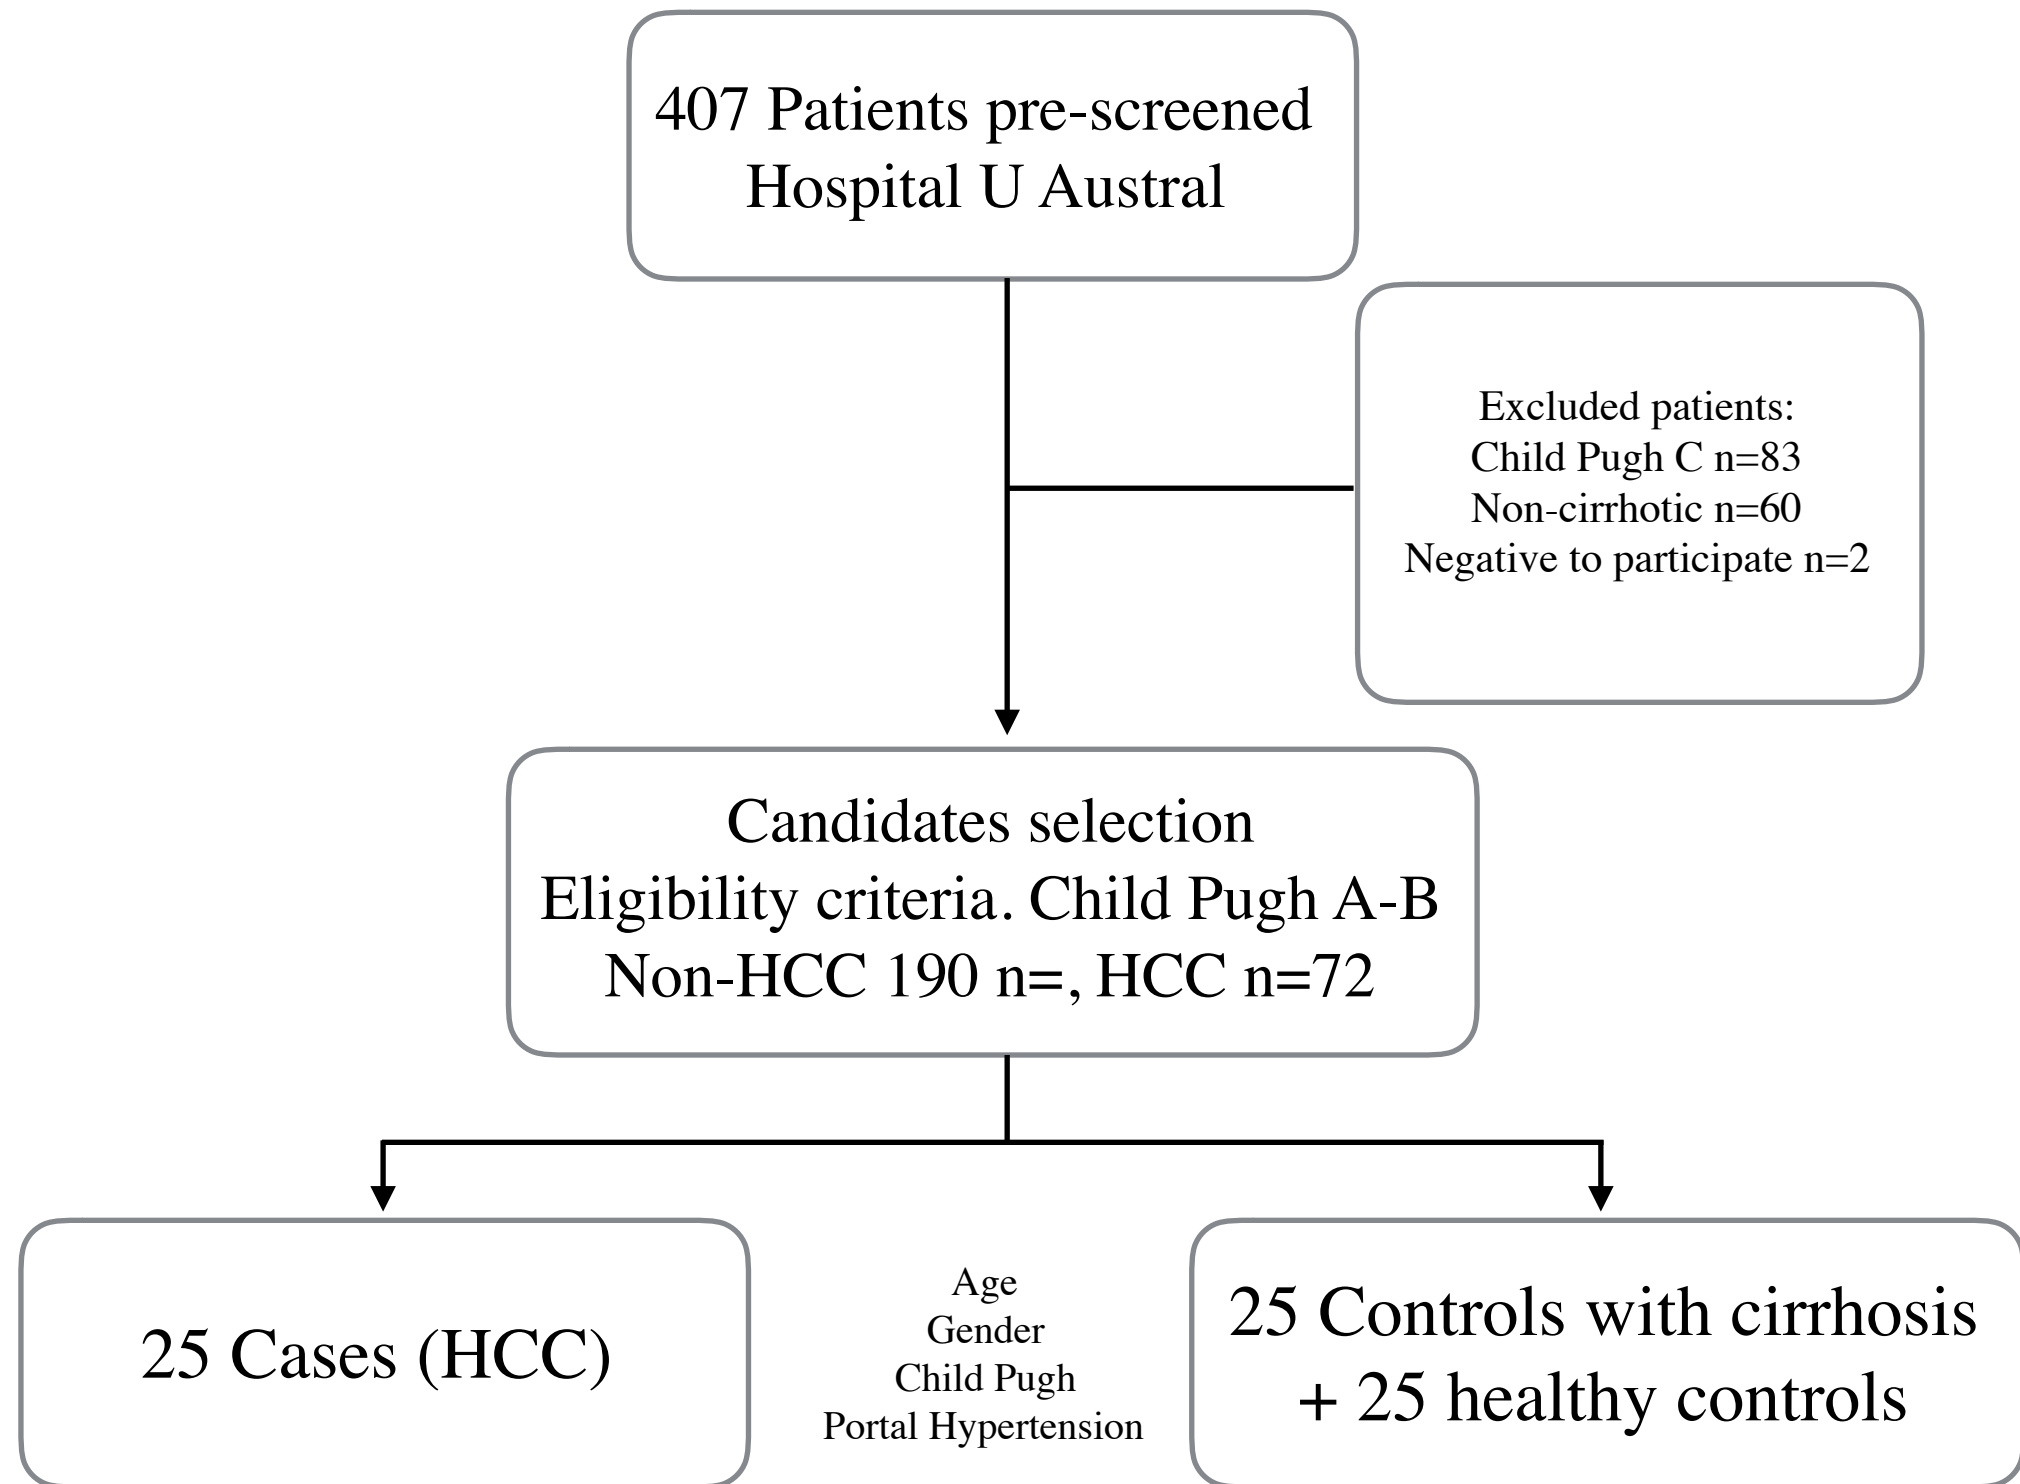 407 Patients pre-screened
Hospital U Austral
Excluded patients:
Child Pugh C n=83
Non-cirrhotic n=60
Negative to participate n=2
Candidates selection
Eligibility criteria. Child Pugh A-B
Non-HCC 190 n=, HCC n=72
25 Cases (HCC)
Age
Gender
Child Pugh
Portal Hypertension
25 Controls with cirrhosis
+ 25 healthy controls